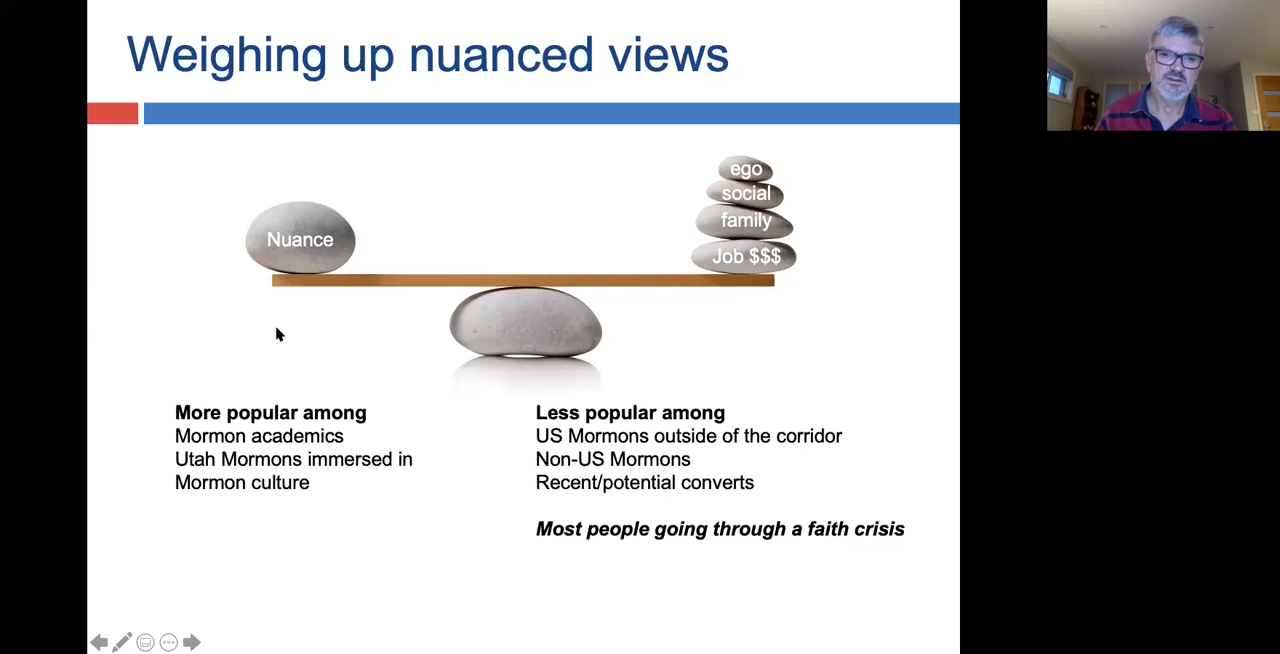 Weighing up nuanced views
Nuance
ego
social
family
Job $$$
More popular among
Mormon academics
Utah Mormons immersed in
Mormon culture
Less popular among
US Mormons outside of the corridor
Non-US Mormons
Recent/potential converts
Most people going through a faith crisis